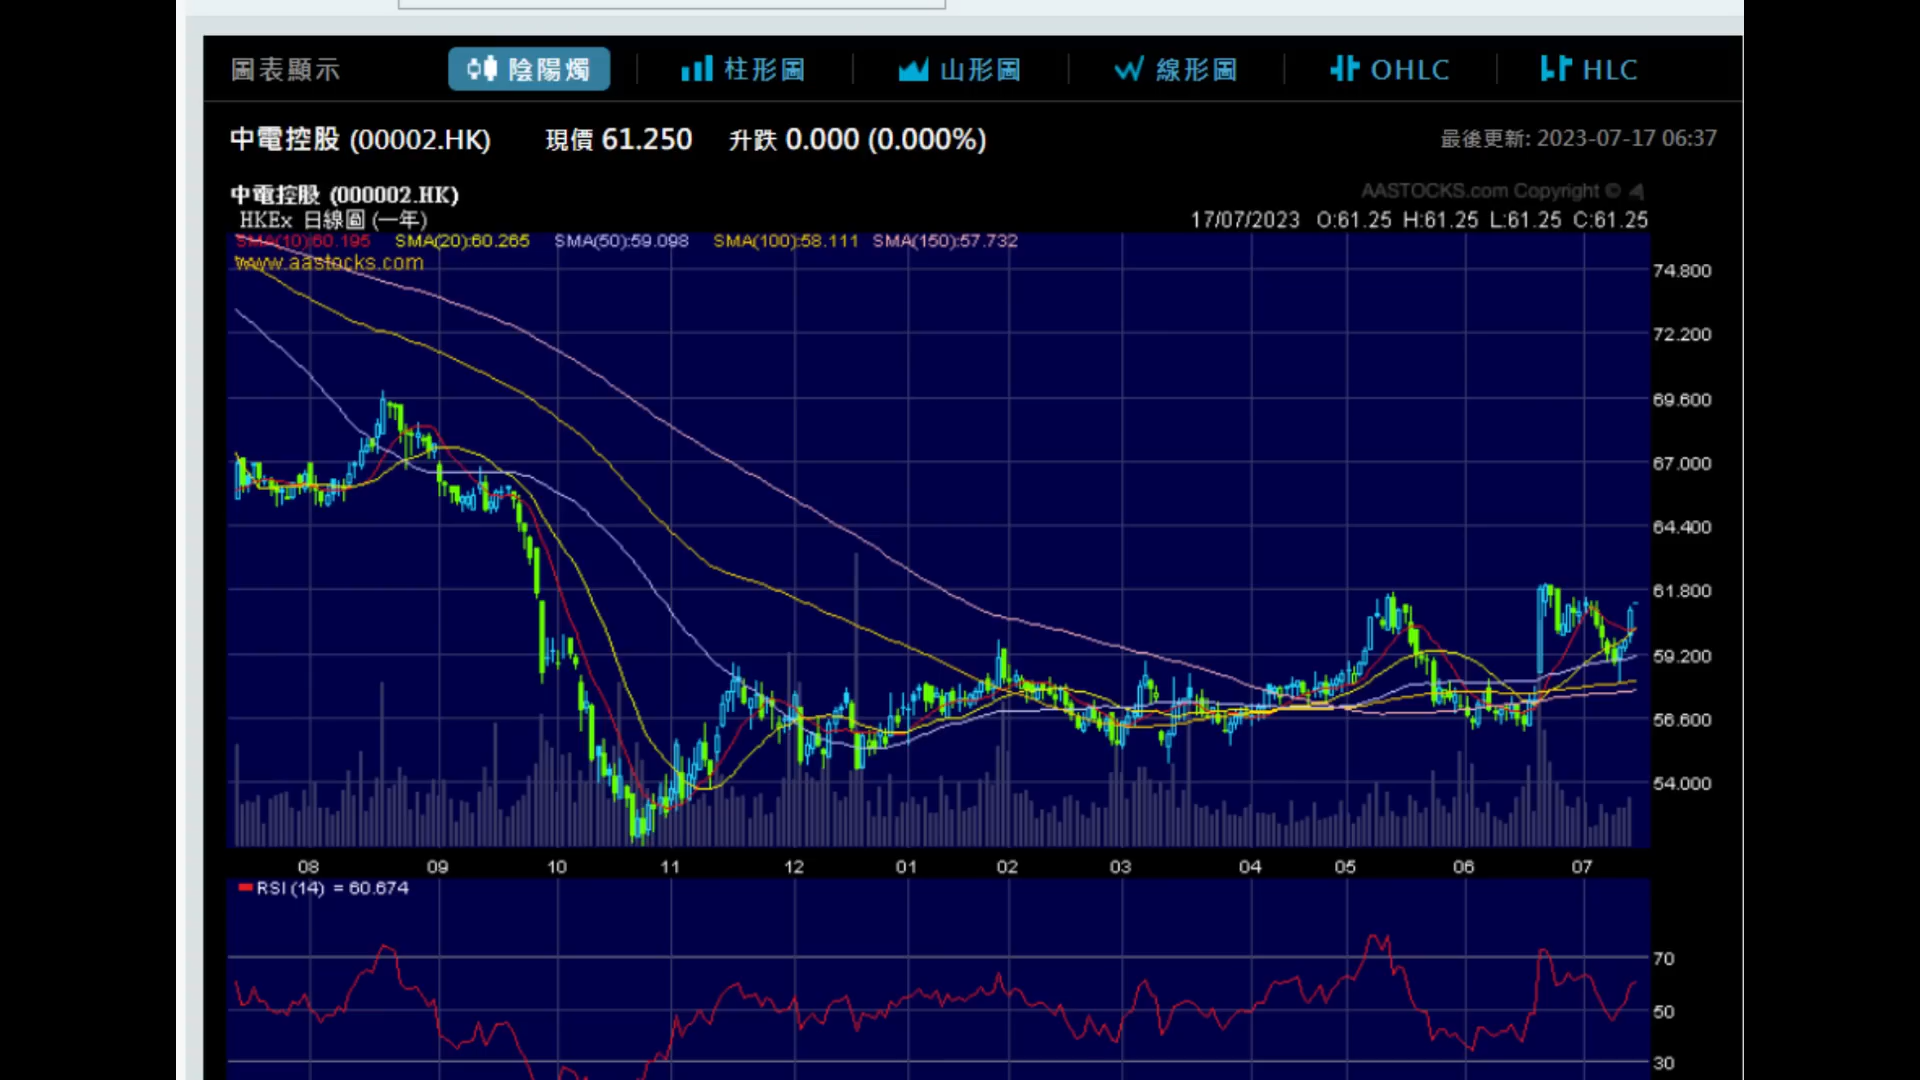 圖表顯示 陰陽燭 柱形圖 山形圖 線形圖 OHLC HLC
中電控股 (00002.HK) 現價 61.250 升跌 0.000 (0.000%) 最後更新: 2023-07-17 06:37
中電控股 (000002.HK) AASTOCKS.com Copyright ©
HKEx 日線圖 (一年) 17/07/2023 O:61.25 H:61.25 L:61.25 C:61.25
SMA(10):60.195 SMA(20):60.265 SMA(50):59.098 SMA(100):58.111 SMA(150):57.732
www.aastocks.com
74.800
72.200
69.600
67.000
64.400
61.800
59.200
56.600
54.000
08 09 10 11 12 01 02 03 04 05 06 07
RSI (14) = 60.674
70
50
30